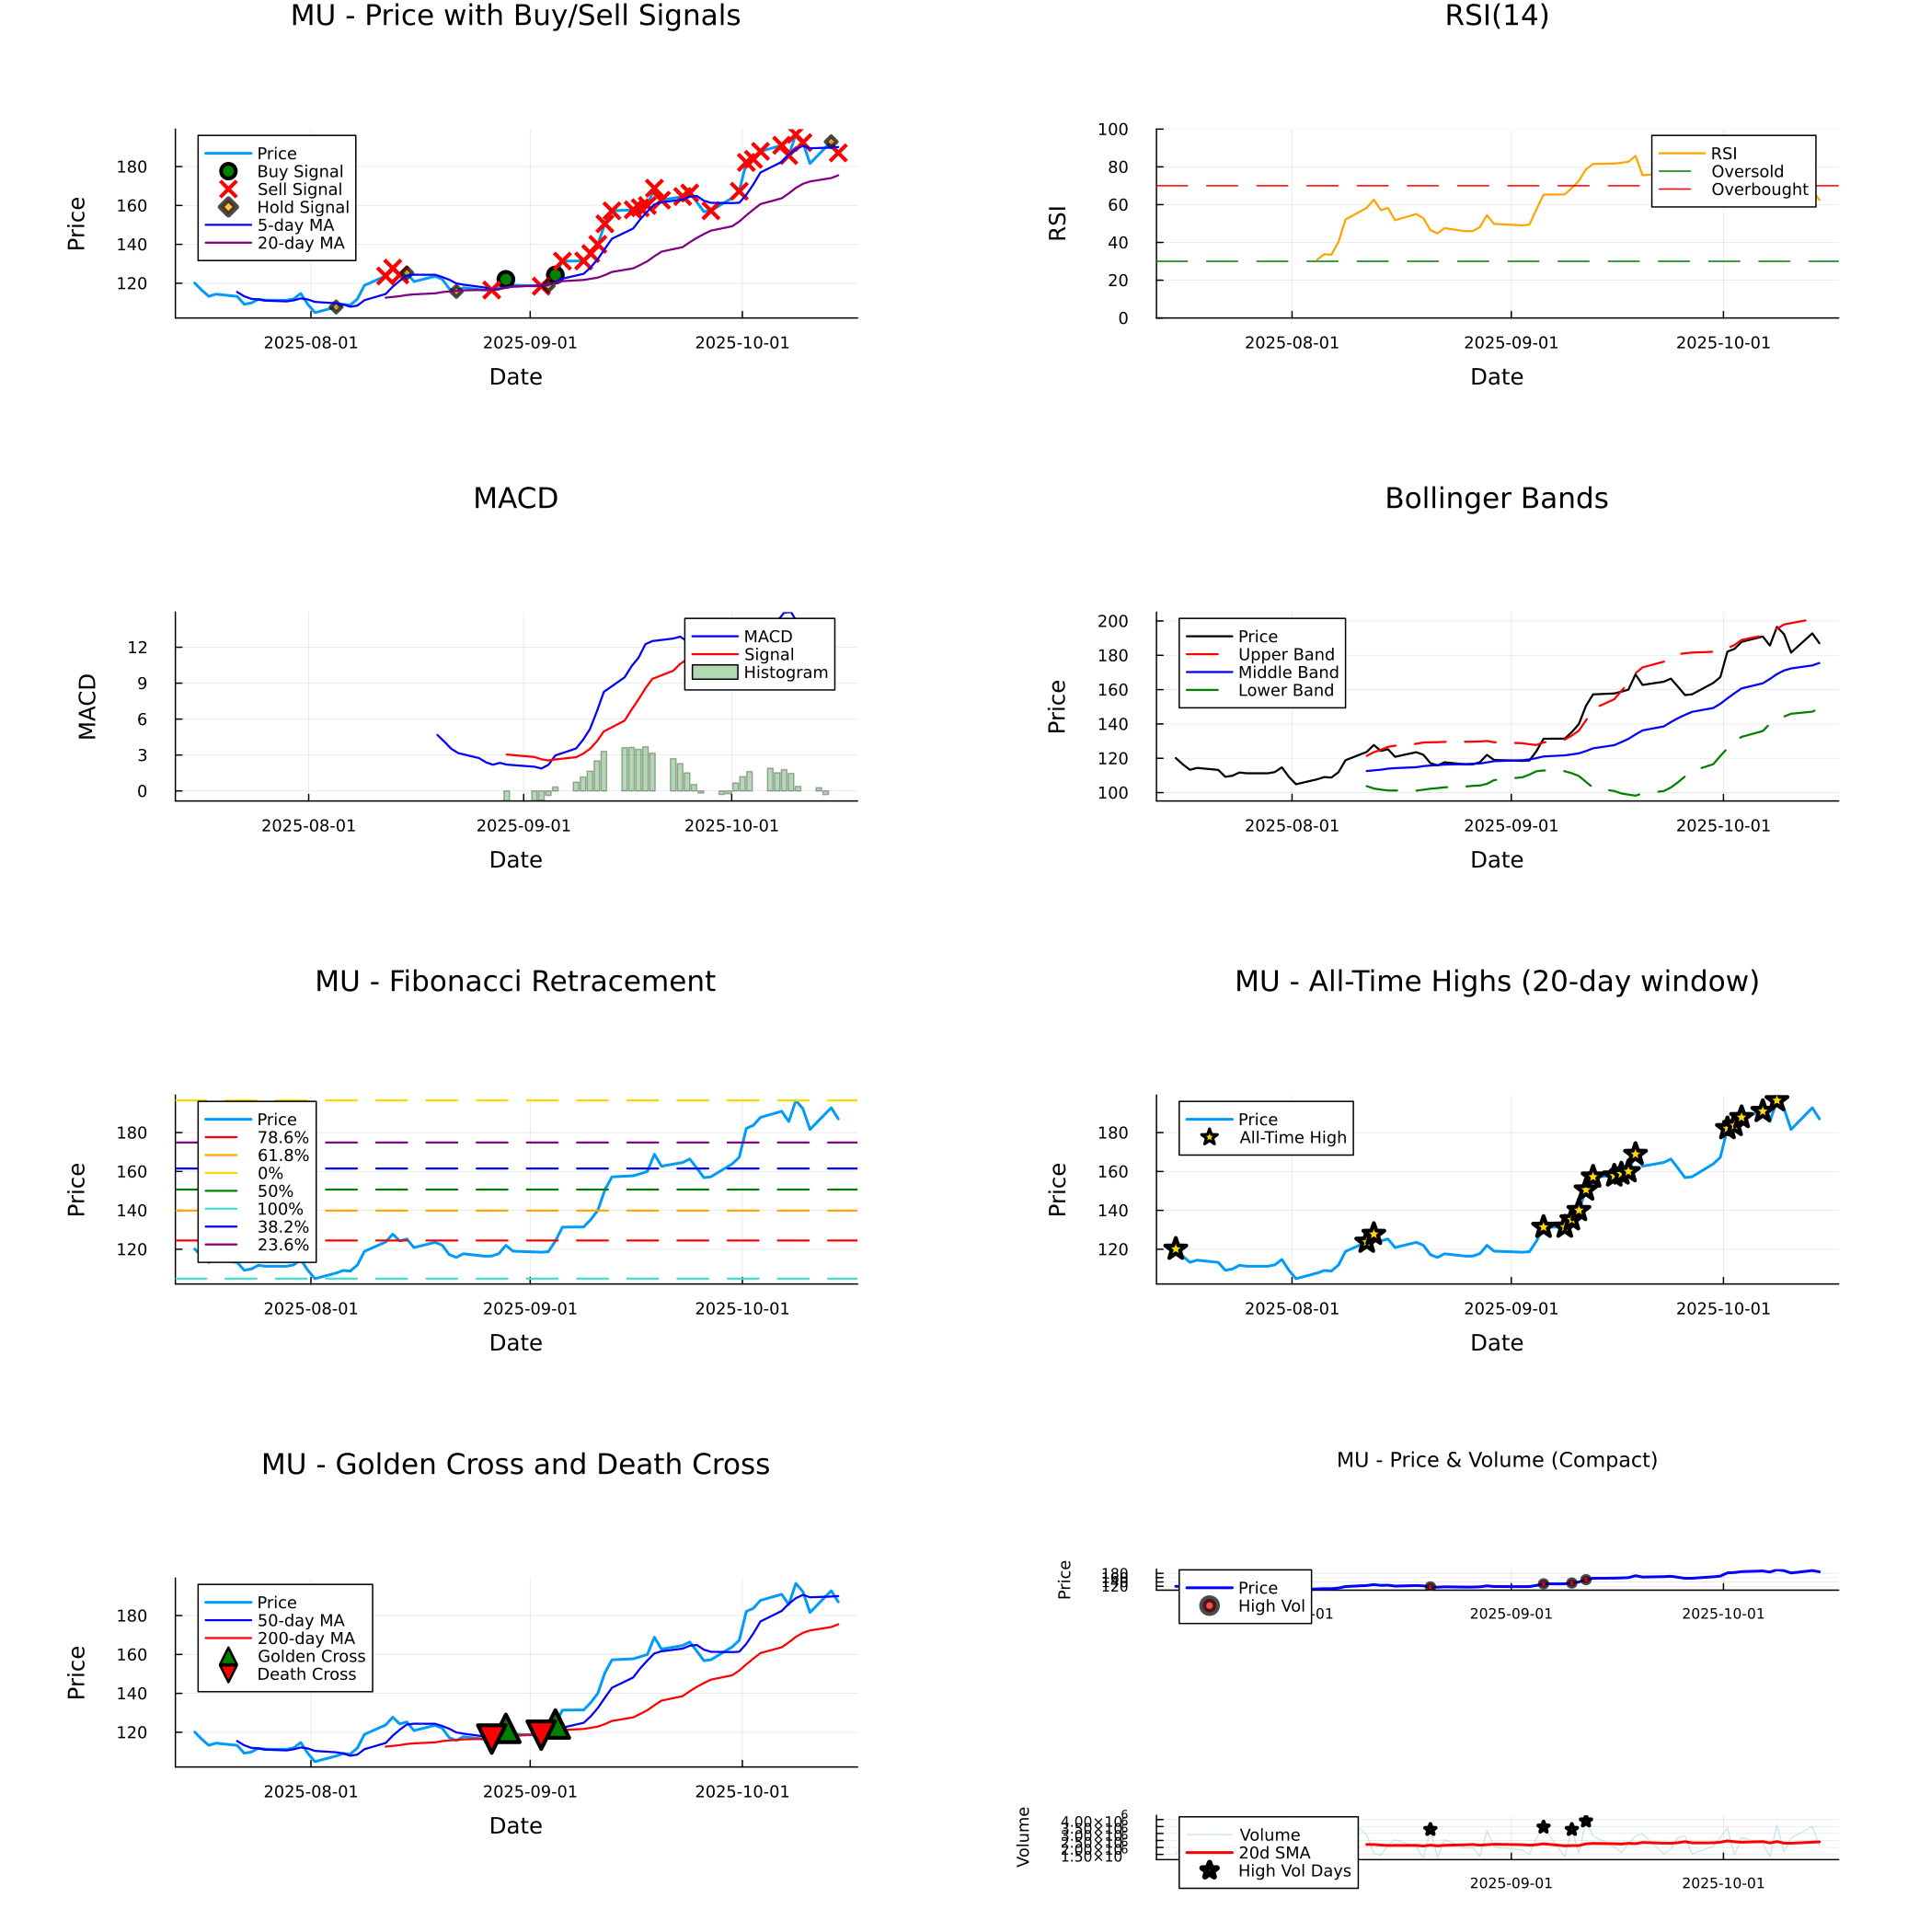 MU - Price with Buy/Sell Signals
Price
180
160
140
120
Price
Buy Signal
Sell Signal
Hold Signal
5-day MA
20-day MA
2025-08-01
2025-09-01
2025-10-01
Date
RSI(14)
RSI
100
80
60
40
20
0
RSI
Oversold
Overbought
2025-08-01
2025-09-01
2025-10-01
Date
MACD
MACD
12
9
6
3
0
MACD
Signal
Histogram
2025-08-01
2025-09-01
2025-10-01
Date
Bollinger Bands
Price
200
180
160
140
120
100
Price
Upper Band
Middle Band
Lower Band
2025-08-01
2025-09-01
2025-10-01
Date
MU - Fibonacci Retracement
Price
180
160
140
120
Price
78.6%
61.8%
0%
50%
100%
38.2%
23.6%
2025-08-01
2025-09-01
2025-10-01
Date
MU - All-Time Highs (20-day window)
Price
180
160
140
120
Price
All-Time High
2025-08-01
2025-09-01
2025-10-01
Date
MU - Golden Cross and Death Cross
Price
180
160
140
120
Price
50-day MA
200-day MA
Golden Cross
Death Cross
2025-08-01
2025-09-01
2025-10-01
Date
MU - Price & Volume (Compact)
Price
180
120
Price
High Vol
-01
2025-09-01
2025-10-01
Volume
Volume
20d SMA
High Vol Days
2025-09-01
2025-10-01